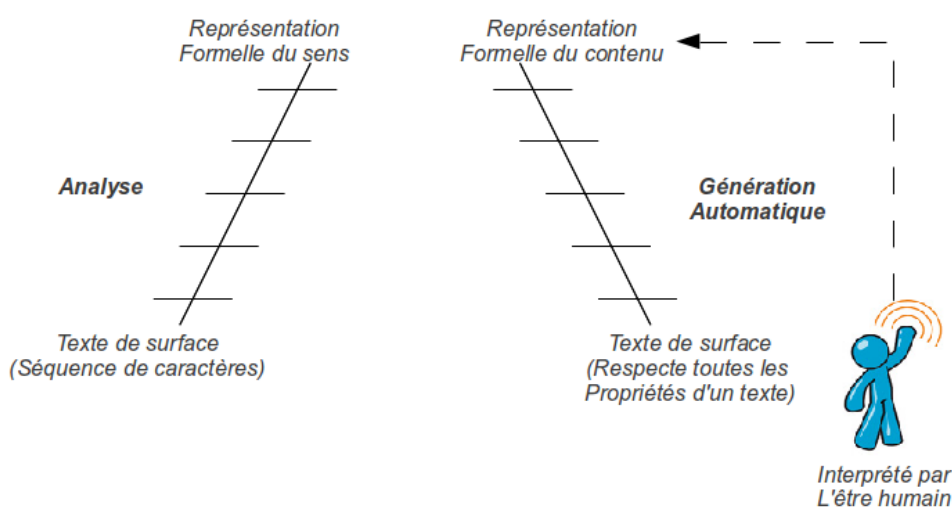 Représentation
Formelle du sens
Représentation
Formelle du contenu
Analyse
Génération
Automatique
Texte de surface
(Séquence de caractères)
Texte de surface
(Respecte toutes les
Propriétés d'un texte)
Interprété par
L'être humain